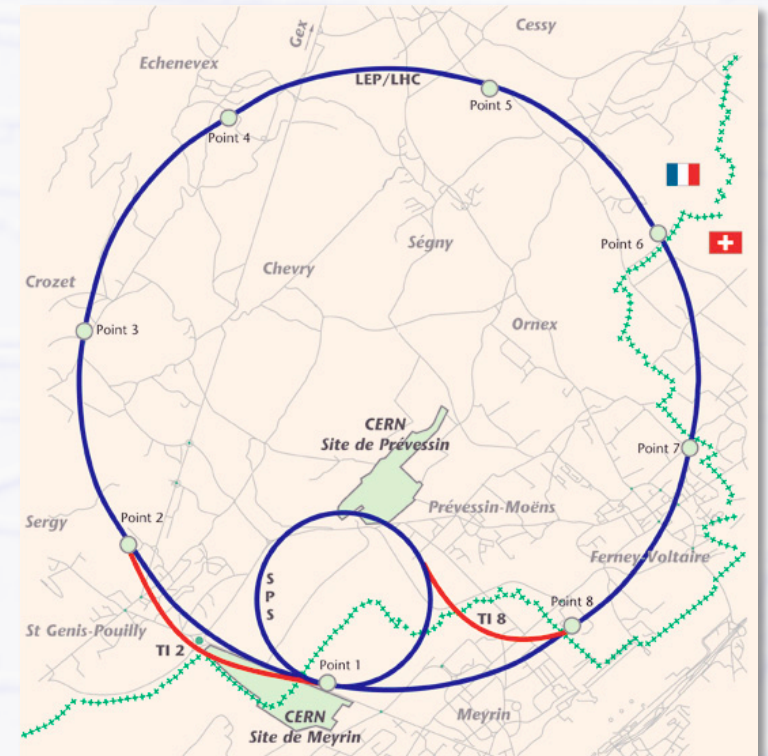 Cessy
Gex
Echenevex
LEP/LHC
Point 5
Point 4
Point 6
Ségny
Chevry
Crozet
Ornex
Point 3
CERN
Site de Prévessin
Point 7
Prévessin-Moëns
Point 2
Sergy
Ferney-Voltaire
S
P
S
Point 8
TI 8
St Genis-Pouilly
TI 2
Point 1
CERN
Site de Meyrin
Meyrin